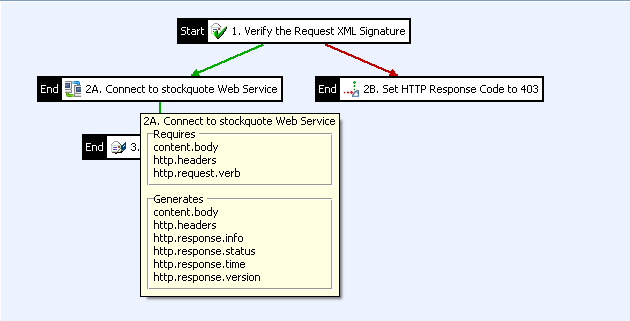 Start 1. Verify the Request XML Signature
End 2A. Connect to stockquote Web Service
End 2B. Set HTTP Response Code to 403
End 3.
2A. Connect to stockquote Web Service
Requires
content.body
http.headers
http.request.verb
Generates
content.body
http.headers
http.response.info
http.response.status
http.response.time
http.response.version